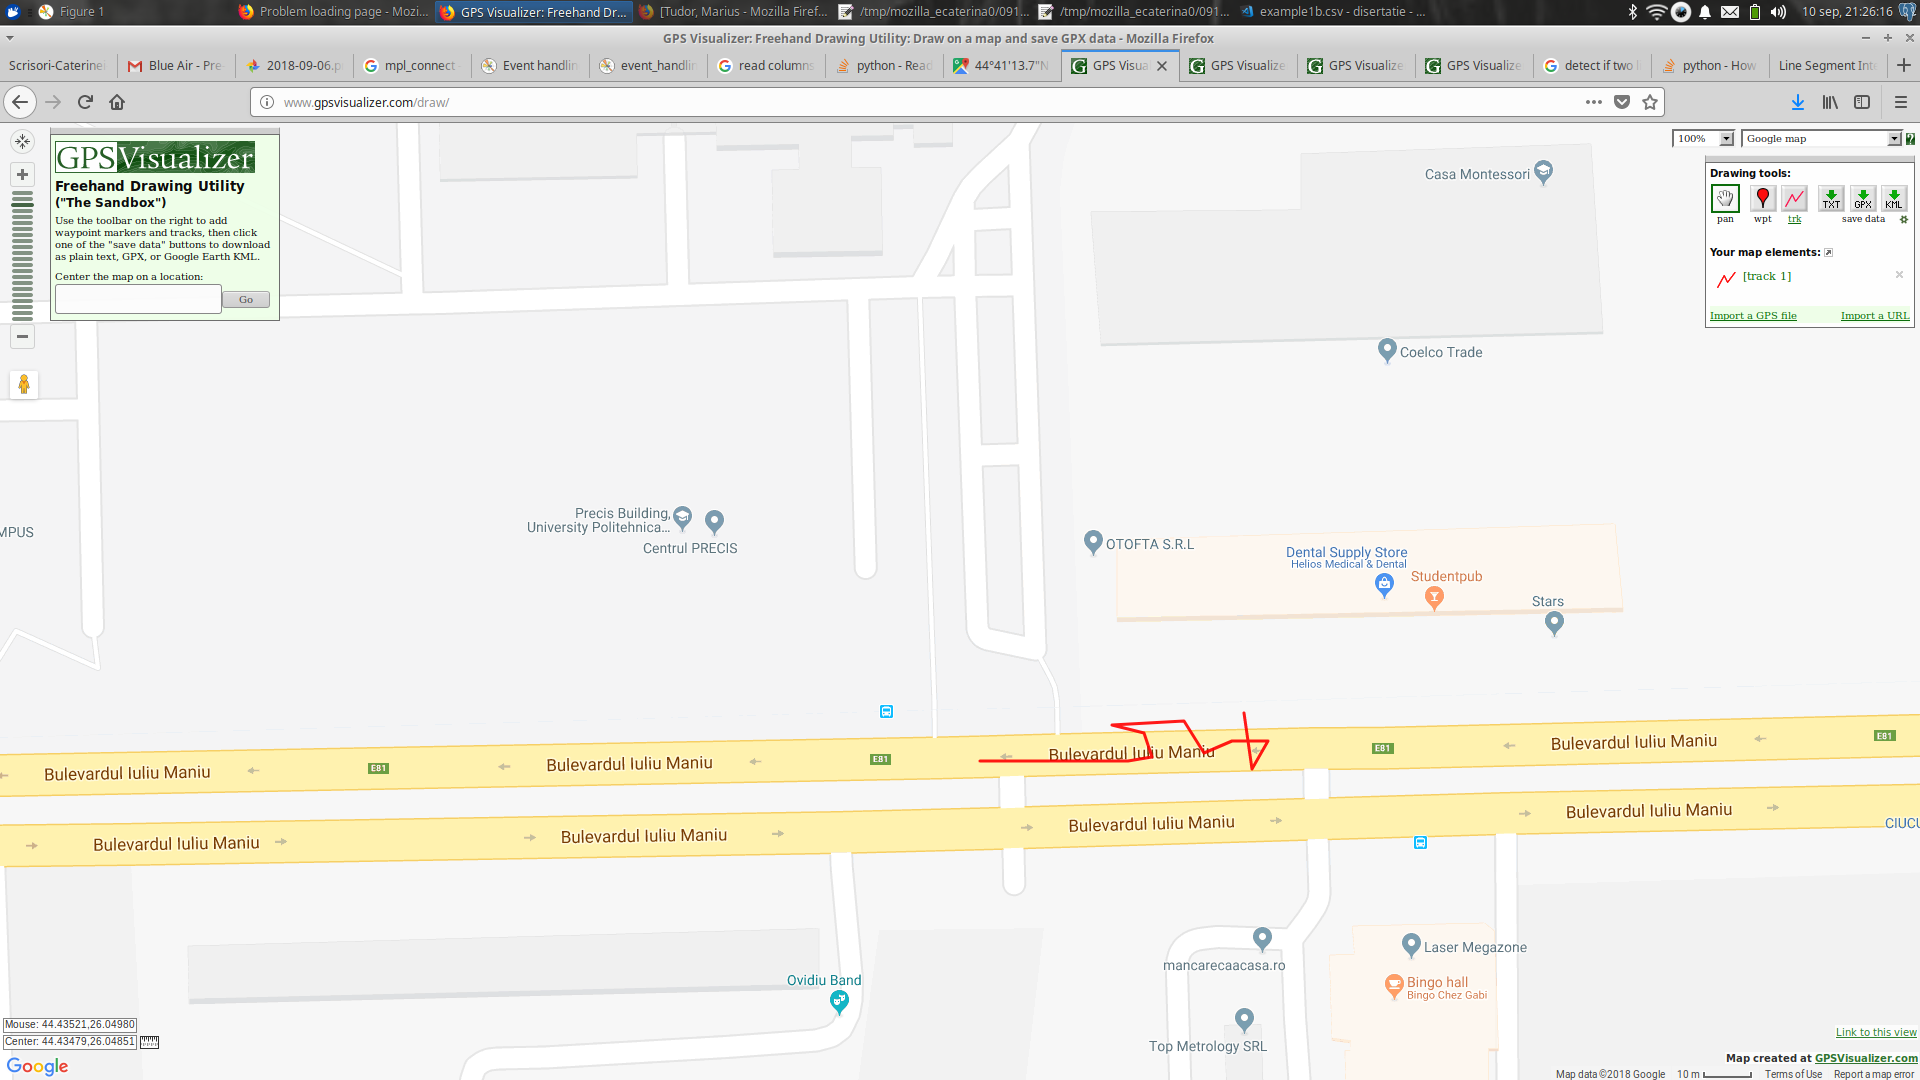 Figure 1
Problem loading page - Mozi...
GPS Visualizer: Freehand Dr...
[Tudor, Marius - Mozilla Firef...
/tmp/mozilla_ecaterina0/091...
/tmp/mozilla_ecaterina0/091...
example1b.csv - disertatie - ...
10 sep, 21:26:16
GPS Visualizer: Freehand Drawing Utility: Draw on a map and save GPX data - Mozilla Firefox
Scrisori-Caterinei
Blue Air - Pre
2018-09-06.p
mpl_connect
Event handlin
event_handlin
read columns
python - Read
44°41'13.7"N
GPS Visua
GPS Visualize
GPS Visualize
GPS Visualize
detect if two l
python - How
Line Segment Int
www.gpsvisualizer.com/draw/
GPSVisualizer
Freehand Drawing Utility
("The Sandbox")
Use the toolbar on the right to add
waypoint markers and tracks, then click
one of the "save data" buttons to download
as plain text, GPX, or Google Earth KML.
Center the map on a location:
Go
100%
Google map
?
Drawing tools:
TXT
GPX
KML
pan
wpt
trk
save data
Your map elements:
[track 1]
Import a GPS file
Import a URL
Casa Montessori
Coelco Trade
MPUS
Precis Building,
University Politehnica...
Centrul PRECIS
OTOFTA S.R.L
Dental Supply Store
Helios Medical & Dental
Studentpub
Stars
Bulevardul Iuliu Maniu
E81
Bulevardul Iuliu Maniu
E81
Bulevardul Iuliu Maniu
E81
Bulevardul Iuliu Maniu
E81
Bulevardul Iuliu Maniu
Bulevardul Iuliu Maniu
Bulevardul Iuliu Maniu
Bulevardul Iuliu Maniu
CIUCU
Ovidiu Band
mancarecaacasa.ro
Laser Megazone
Bingo hall
Bingo Chez Gabi
Top Metrology SRL
Mouse: 44.43521,26.04980
Center: 44.43479,26.04851
Google
Link to this view
Map created at GPSVisualizer.com
Map data ©2018 Google
10 m
Terms of Use
Report a map error